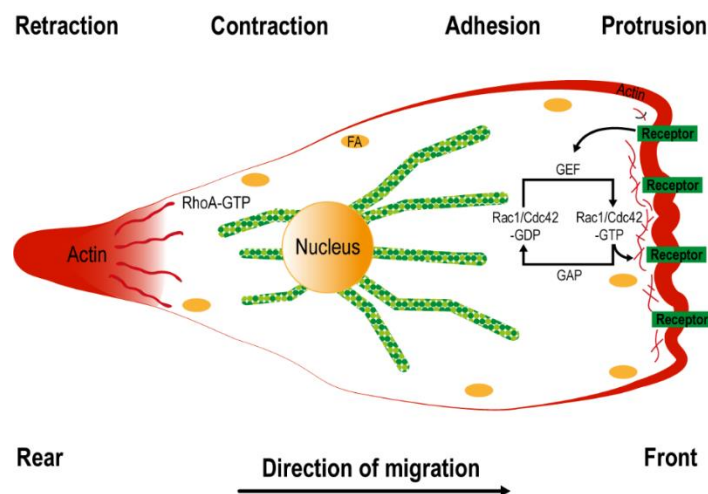 Retraction
Contraction
Adhesion
Protrusion
Actin
Receptor
FA
GEF
Receptor
RhoA-GTP
Rac1/Cdc42
-GDP
Rac1/Cdc42
-GTP
Nucleus
Actin
Receptor
GAP
Receptor
Rear
Direction of migration
Front